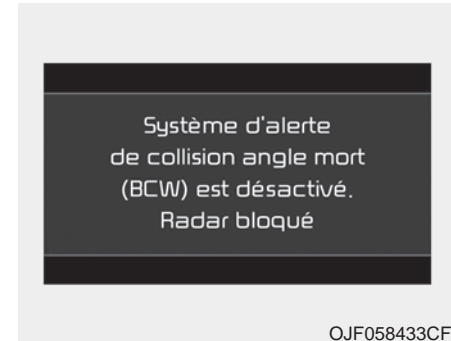 Système d'alerte
de collision angle mort
(BCW) est désactivé.
Radar bloqué
OJF058433CF